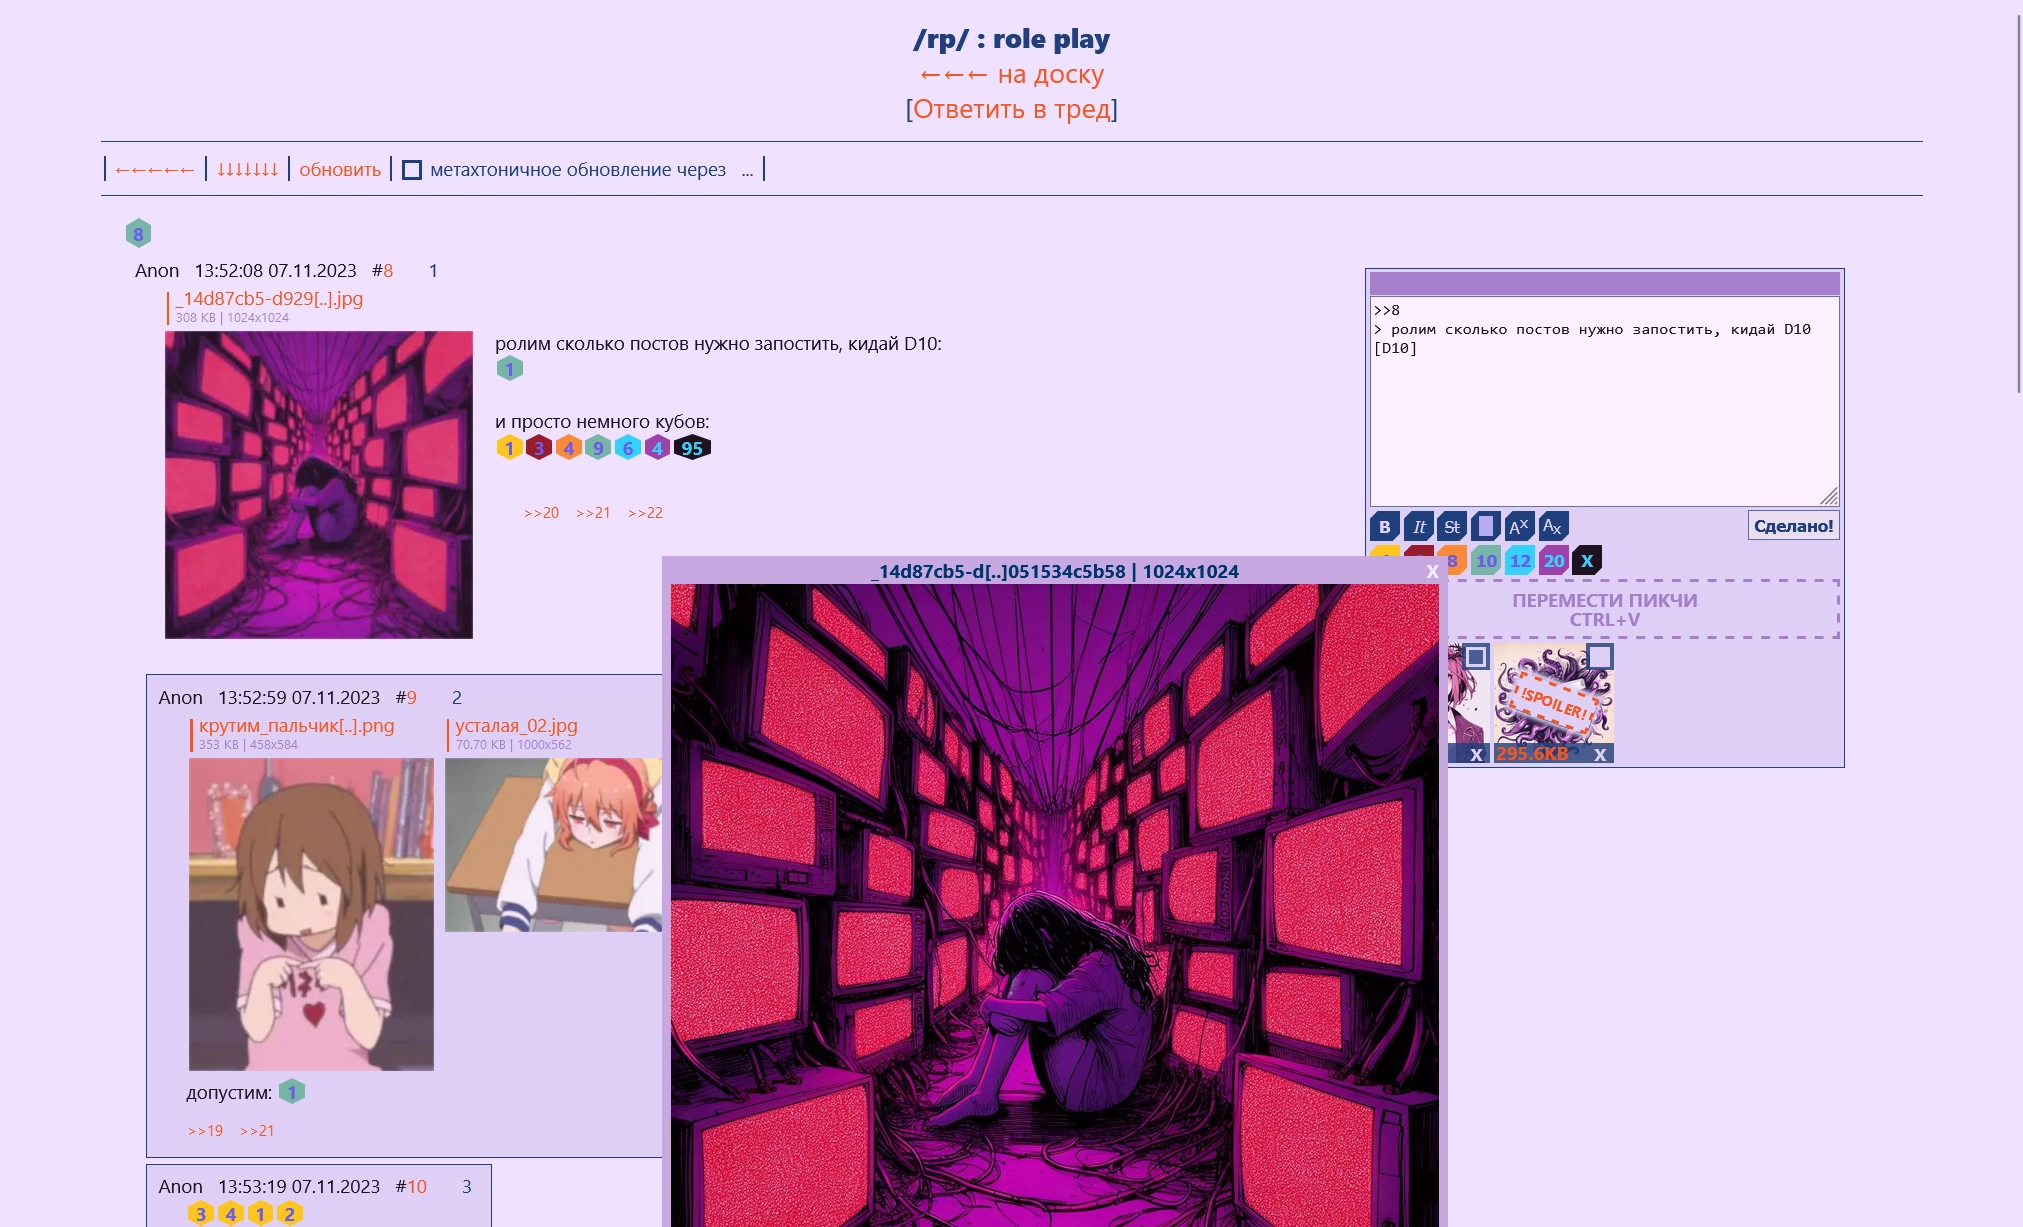 /rp/ : role play
←←← на доску
[Ответить в тред]
←←←←← ↓↓↓↓↓↓↓ обновить метахтоничное обновление через ...
8
Anon 13:52:08 07.11.2023 #8 1
_14d87cb5-d929[..].jpg
308 KB | 1024x1024
ролим сколько постов нужно запостить, кидай D10:
1
и просто немного кубов:
1 3 4 9 6 4 95
>>20 >>21 >>22
Anon 13:52:59 07.11.2023 #9 2
крутим_пальчик[..].png
353 KB | 458x584
усталая_02.jpg
70.70 KB | 1000x562
допустим: 1
>>19 >>21
Anon 13:53:19 07.11.2023 #10 3
3 4 1 2
_14d87cb5-d[..]051534c5b58 | 1024x1024 X
>>8
> ролим сколько постов нужно запостить, кидай D10
[D10]
B It St Ax Ax Сделано!
8 10 12 20 X
ПЕРЕМЕСТИ ПИКЧИ
CTRL+V
!SPOILER!
X 295.6KB X